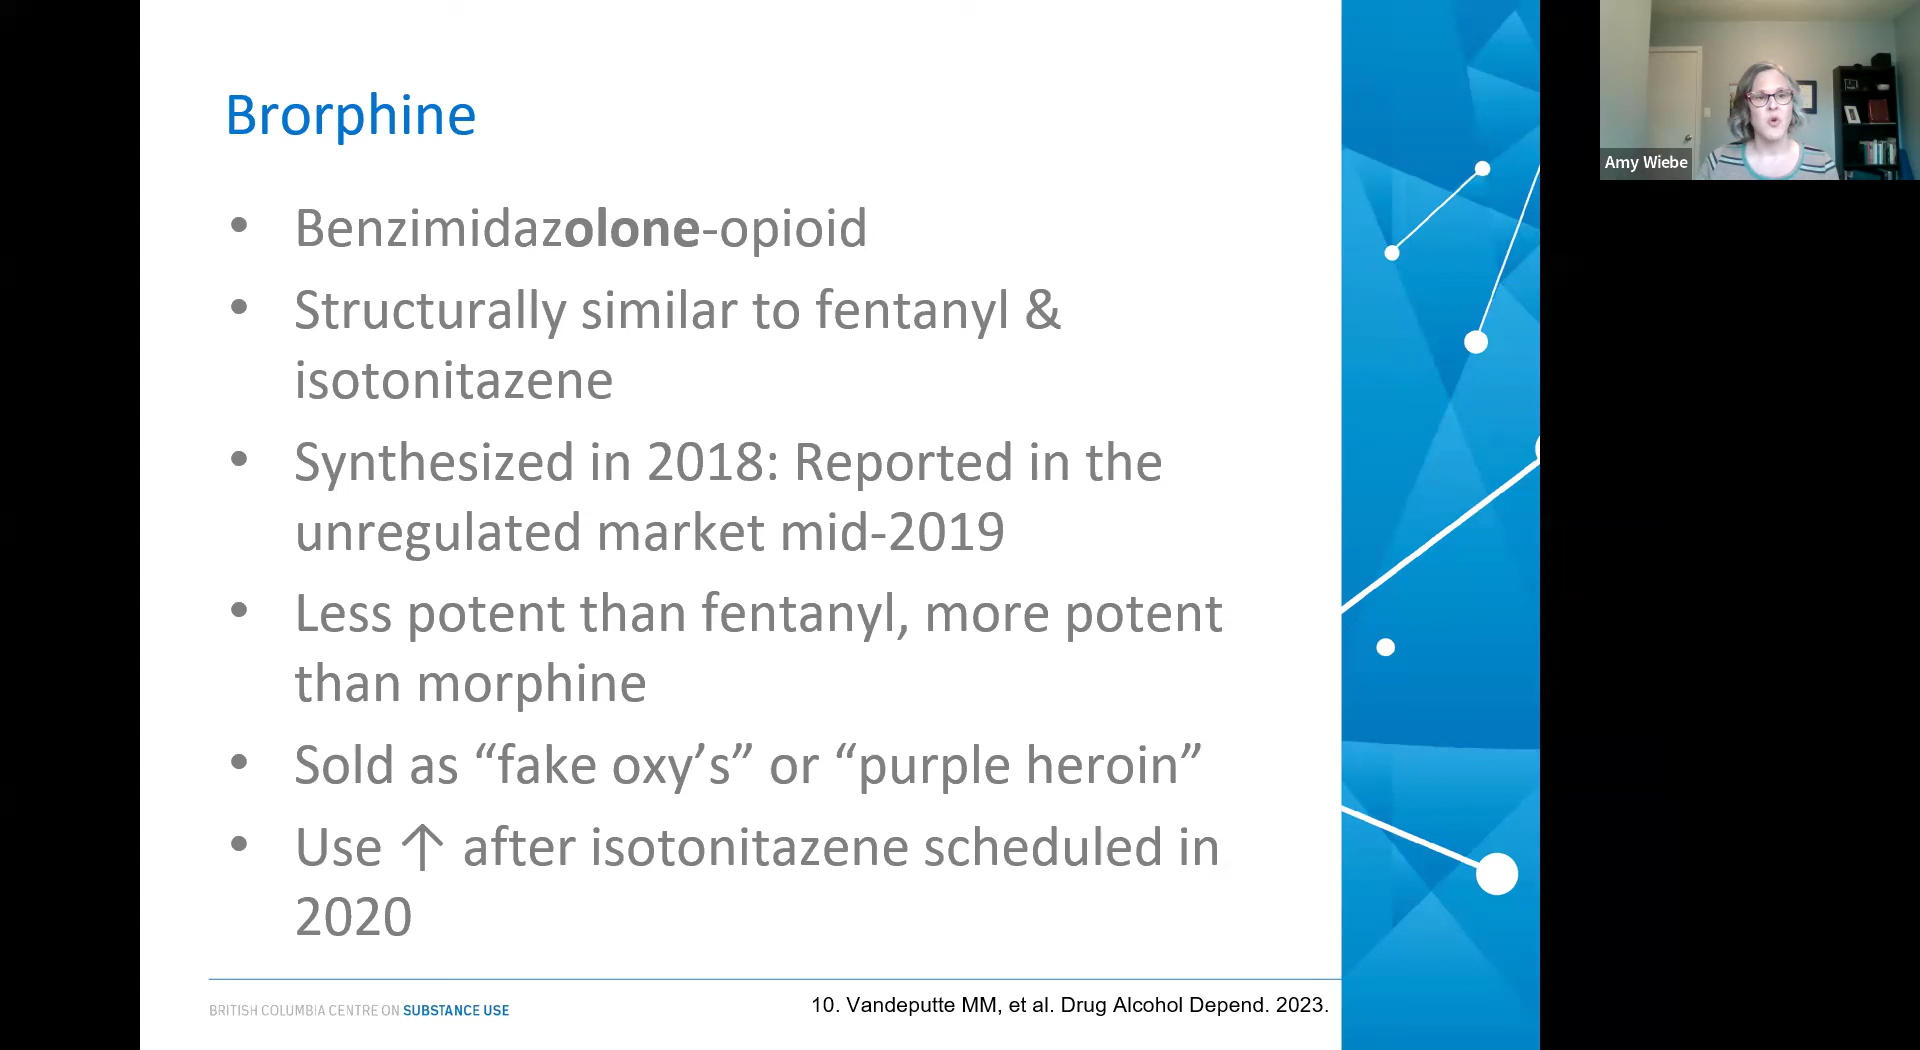 Brorphine
• Benzimidazolone-opioid
• Structurally similar to fentanyl &
isotonitazene
• Synthesized in 2018: Reported in the
unregulated market mid-2019
• Less potent than fentanyl, more potent
than morphine
• Sold as “fake oxy’s” or “purple heroin”
• Use ↑ after isotonitazene scheduled in
2020
BRITISH COLUMBIA CENTRE ON SUBSTANCE USE
10. Vandeputte MM, et al. Drug Alcohol Depend. 2023.
Amy Wiebe